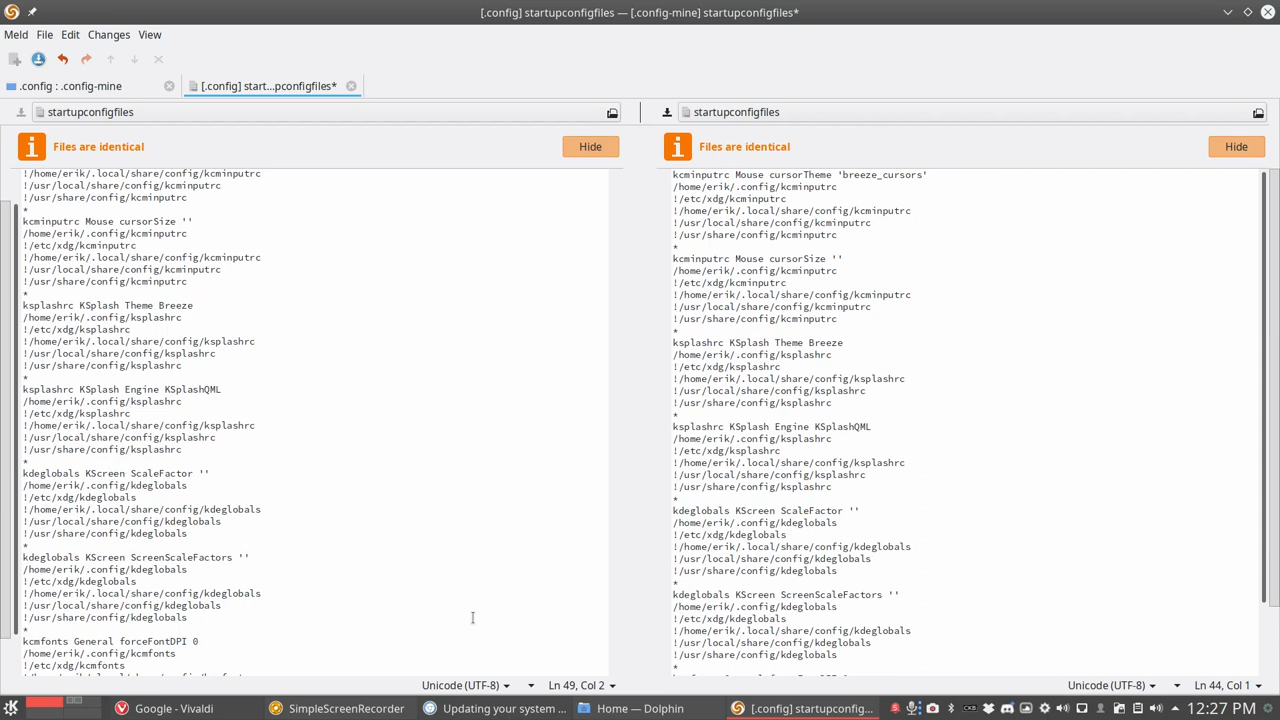 [.config] startupconfigfiles — [.config-mine] startupconfigfiles*
Meld File Edit Changes View
.config : .config-mine
[.config] start...pconfigfiles*
startupconfigfiles
Files are identical
Hide
!/home/erik/.local/share/config/kcminputrc
!/usr/local/share/config/kcminputrc
!/usr/share/config/kcminputrc
*
kcminputrc Mouse cursorSize ''
/home/erik/.config/kcminputrc
!/etc/xdg/kcminputrc
!/home/erik/.local/share/config/kcminputrc
!/usr/local/share/config/kcminputrc
!/usr/share/config/kcminputrc
*
ksplashrc KSplash Theme Breeze
/home/erik/.config/ksplashrc
!/etc/xdg/ksplashrc
!/home/erik/.local/share/config/ksplashrc
!/usr/local/share/config/ksplashrc
!/usr/share/config/ksplashrc
*
ksplashrc KSplash Engine KSplashQML
/home/erik/.config/ksplashrc
!/etc/xdg/ksplashrc
!/home/erik/.local/share/config/ksplashrc
!/usr/local/share/config/ksplashrc
!/usr/share/config/ksplashrc
*
kdeglobals KScreen ScaleFactor ''
/home/erik/.config/kdeglobals
!/etc/xdg/kdeglobals
!/home/erik/.local/share/config/kdeglobals
!/usr/local/share/config/kdeglobals
!/usr/share/config/kdeglobals
*
kdeglobals KScreen ScreenScaleFactors ''
/home/erik/.config/kdeglobals
!/etc/xdg/kdeglobals
!/home/erik/.local/share/config/kdeglobals
!/usr/local/share/config/kdeglobals
!/usr/share/config/kdeglobals
*
kcmfonts General forceFontDPI 0
/home/erik/.config/kcmfonts
!/etc/xdg/kcmfonts
Unicode (UTF-8) Ln 49, Col 2
startupconfigfiles
Files are identical
Hide
kcminputrc Mouse cursorTheme 'breeze_cursors'
/home/erik/.config/kcminputrc
!/etc/xdg/kcminputrc
!/home/erik/.local/share/config/kcminputrc
!/usr/local/share/config/kcminputrc
!/usr/share/config/kcminputrc
*
kcminputrc Mouse cursorSize ''
/home/erik/.config/kcminputrc
!/etc/xdg/kcminputrc
!/home/erik/.local/share/config/kcminputrc
!/usr/local/share/config/kcminputrc
!/usr/share/config/kcminputrc
*
ksplashrc KSplash Theme Breeze
/home/erik/.config/ksplashrc
!/etc/xdg/ksplashrc
!/home/erik/.local/share/config/ksplashrc
!/usr/local/share/config/ksplashrc
!/usr/share/config/ksplashrc
*
ksplashrc KSplash Engine KSplashQML
/home/erik/.config/ksplashrc
!/etc/xdg/ksplashrc
!/home/erik/.local/share/config/ksplashrc
!/usr/local/share/config/ksplashrc
!/usr/share/config/ksplashrc
*
kdeglobals KScreen ScaleFactor ''
/home/erik/.config/kdeglobals
!/etc/xdg/kdeglobals
!/home/erik/.local/share/config/kdeglobals
!/usr/local/share/config/kdeglobals
!/usr/share/config/kdeglobals
*
kdeglobals KScreen ScreenScaleFactors ''
/home/erik/.config/kdeglobals
!/etc/xdg/kdeglobals
!/home/erik/.local/share/config/kdeglobals
!/usr/local/share/config/kdeglobals
!/usr/share/config/kdeglobals
*
Unicode (UTF-8) Ln 44, Col 1
Google - Vivaldi
SimpleScreenRecorder
Updating your system ...
Home — Dolphin
[.config] startupconfig...
12:27 PM